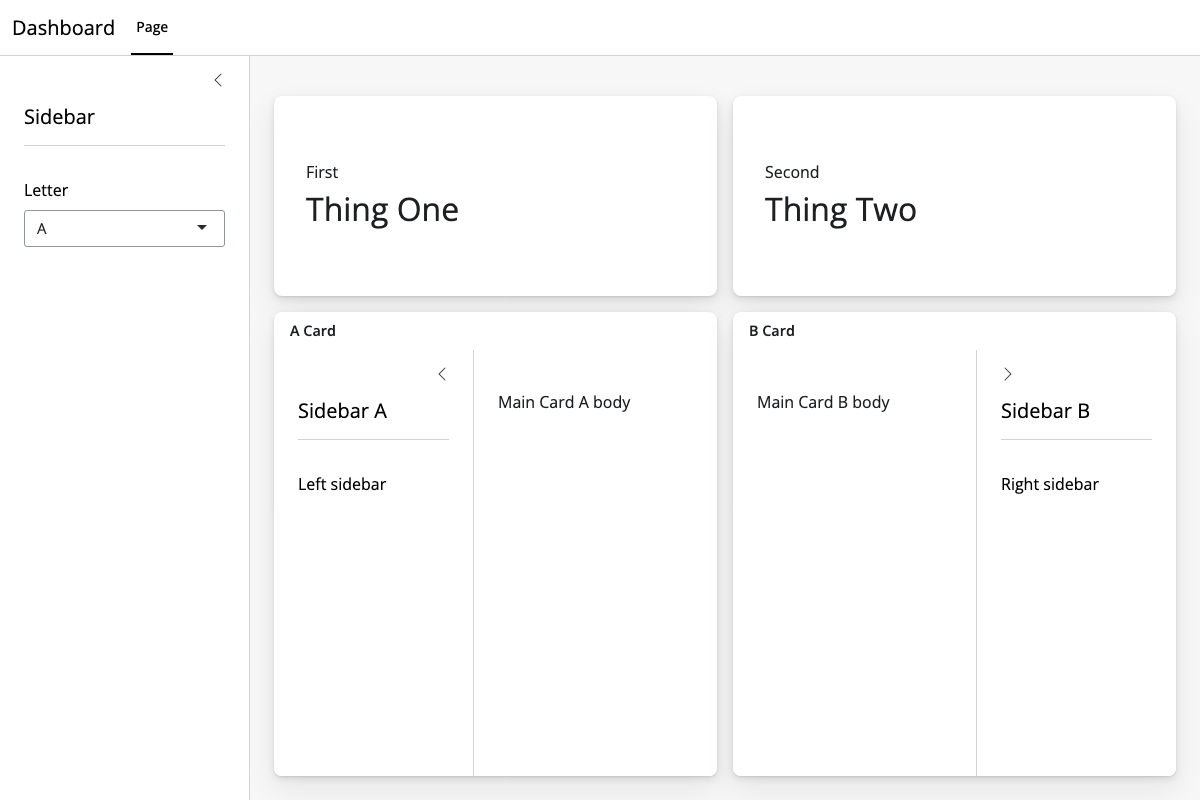 Dashboard Page
Sidebar
Letter
A
First
Thing One
Second
Thing Two
A Card
Sidebar A
Left sidebar
Main Card A body
B Card
Main Card B body
Sidebar B
Right sidebar